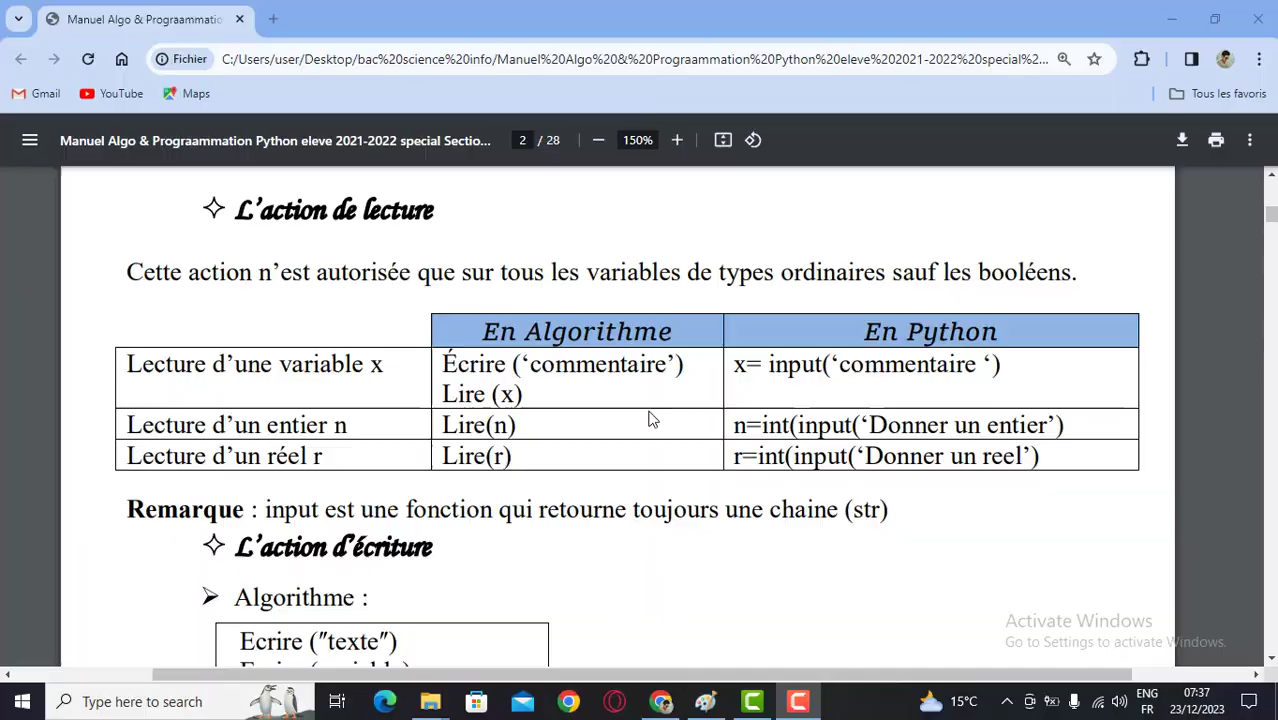 Manuel Algo & Prograammatio
Fichier
C:/Users/user/Desktop/bac%20science%20info/Manuel%20Algo%20&%20Prograammation%20Python%20eleve%202021-2022%20special%2...
Gmail
YouTube
Maps
Tous les favoris
Manuel Algo & Prograammation Python eleve 2021-2022 special Sectio...
2 / 28
150%
L'action de lecture
Cette action n'est autorisée que sur tous les variables de types ordinaires sauf les booléens.
En Algorithme
En Python
Lecture d'une variable x
Écrire ('commentaire')
Lire (x)
x= input('commentaire ')
Lecture d'un entier n
Lire(n)
n=int(input('Donner un entier')
Lecture d'un réel r
Lire(r)
r=int(input('Donner un reel')
Remarque : input est une fonction qui retourne toujours une chaine (str)
L'action d'écriture
Algorithme :
Ecrire ("texte")
Activate Windows
Go to Settings to activate Windows.
Type here to search
15°C
ENG
FR
07:37
23/12/2023